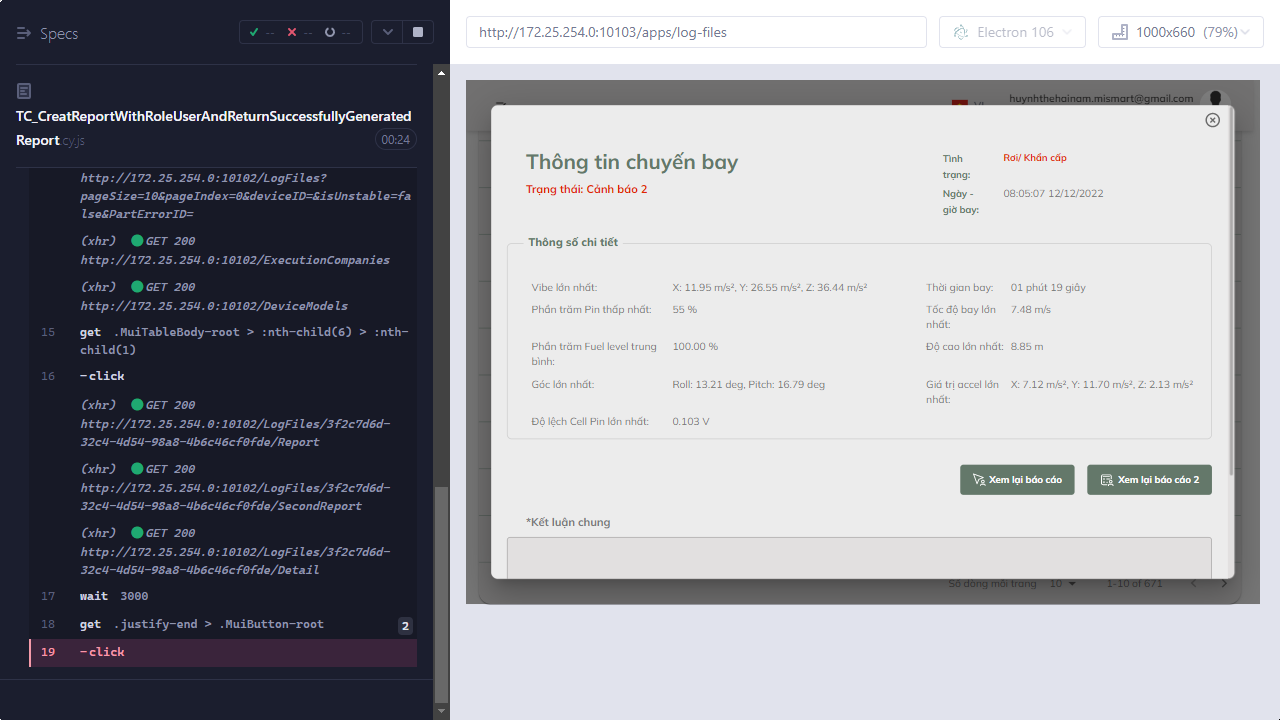 Specs
--
--
--
http://172.25.254.0:10103/apps/log-files
Electron 106
1000x660 (79%)
TC_CreatReportWithRoleUserAndReturnSuccessfullyGenerated
Report.cy.js
00:24
http://172.25.254.0:10102/LogFiles?
pageSize=10&pageIndex=0&deviceID=&isUnstable=fa
lse&PartErrorID=
(xhr) GET 200
http://172.25.254.0:10102/ExecutionCompanies
(xhr) GET 200
http://172.25.254.0:10102/DeviceModels
15 get .MuiTableBody-root > :nth-child(6) > :nth-
child(1)
16 -click
(xhr) GET 200
http://172.25.254.0:10102/LogFiles/3f2c7d6d-
32c4-4d54-98a8-4b6c46cf0fde/Report
(xhr) GET 200
http://172.25.254.0:10102/LogFiles/3f2c7d6d-
32c4-4d54-98a8-4b6c46cf0fde/SecondReport
(xhr) GET 200
http://172.25.254.0:10102/LogFiles/3f2c7d6d-
32c4-4d54-98a8-4b6c46cf0fde/Detail
17 wait 3000
18 get .justify-end > .MuiButton-root 2
19 -click
huynhthehainam.mismart@gmail.com
Thông tin chuyến bay
Trạng thái: Cảnh báo 2
Tình
trạng:
Rơi/ Khẩn cấp
Ngày -
giờ bay:
08:05:07 12/12/2022
Thông số chi tiết
Vibe lớn nhất: X: 11.95 m/s², Y: 26.55 m/s², Z: 36.44 m/s²
Thời gian bay: 01 phút 19 giây
Phần trăm Pin thấp nhất: 55 %
Tốc độ bay lớn
nhất:
7.48 m/s
Phần trăm Fuel level trung
bình:
100.00 %
Độ cao lớn nhất: 8.85 m
Góc lớn nhất: Roll: 13.21 deg, Pitch: 16.79 deg
Giá trị accel lớn
nhất:
X: 7.12 m/s², Y: 11.70 m/s², Z: 2.13 m/s²
Độ lệch Cell Pin lớn nhất: 0.103 V
Xem lại báo cáo
Xem lại báo cáo 2
*Kết luận chung
Số dòng mỗi trang 10 1-10 of 671